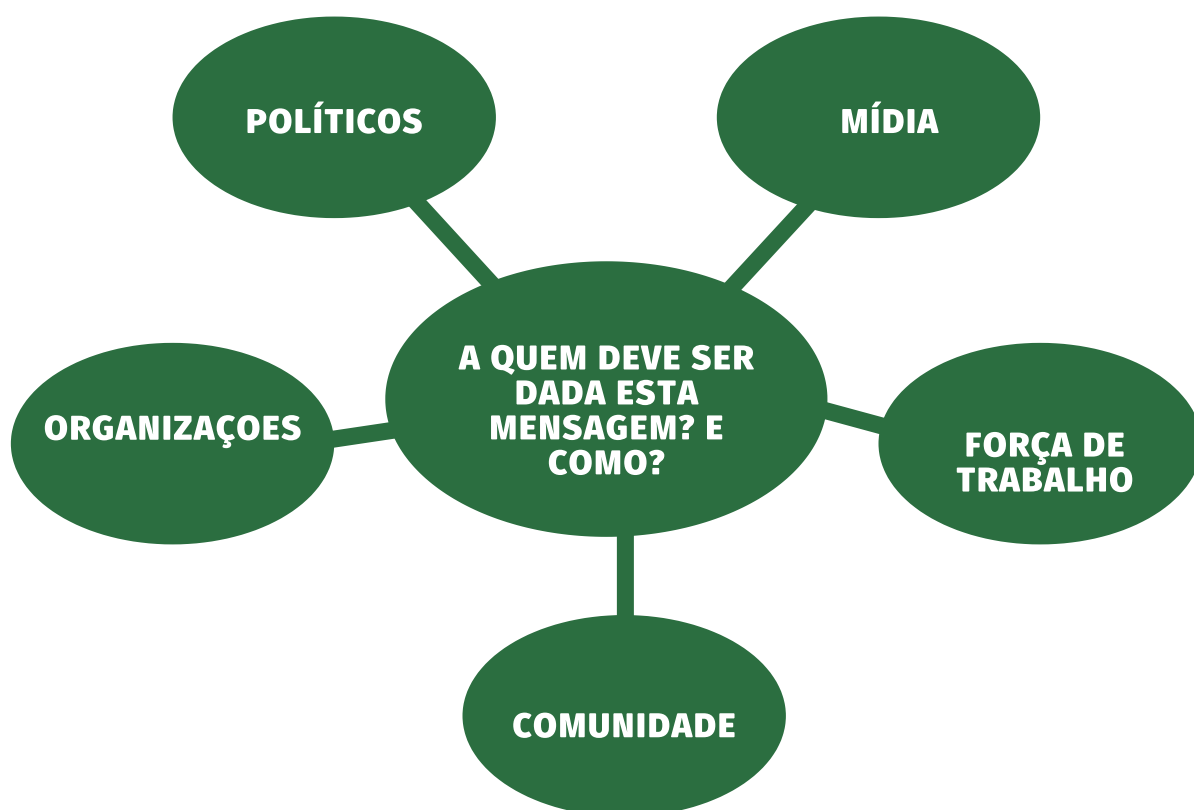 POLÍTICOS
MÍDIA
A QUEM DEVE SER
DADA ESTA
MENSAGEM? E
COMO?
ORGANIZAÇOES
FORÇA DE
TRABALHO
COMUNIDADE